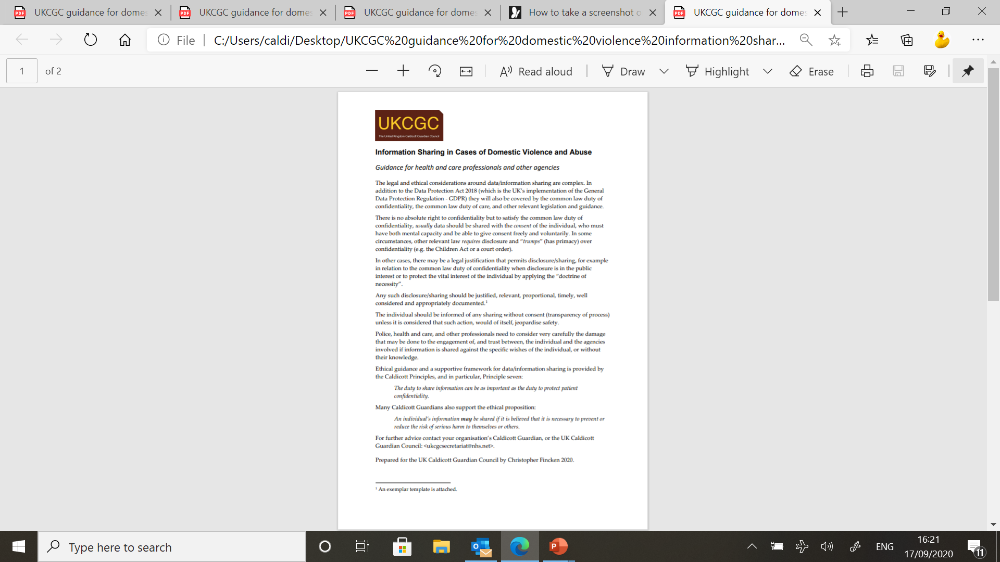 UKCGC guidance for domes
UKCGC guidance for domes
UKCGC guidance for domes
How to take a screenshot o
UKCGC guidance for domes
File
C:/Users/caldi/Desktop/UKCGC%20guidance%20for%20domestic%20violence%20information%20shar...
1
of 2
Read aloud
Draw
Highlight
Erase
UKCGC
The United Kingdom Caldicott Guardian Council
Information Sharing in Cases of Domestic Violence and Abuse
Guidance for health and care professionals and other agencies
The legal and ethical considerations around data/information sharing are complex. In
addition to the Data Protection Act 2018 (which is the UK's implementation of the General
Data Protection Regulation - GDPR) they will also be covered by the common law duty of
confidentiality, the common law duty of care, and other relevant legislation and guidance.
There is no absolute right to confidentiality but to satisfy the common law duty of
confidentiality, usually data should be shared with the consent of the individual, who must
have both mental capacity and be able to give consent freely and voluntarily. In some
circumstances, other relevant law requires disclosure and "trumps" (has primacy) over
confidentiality (e.g. the Children Act or a court order).
In other cases, there may be a legal justification that permits disclosure/sharing, for example
in relation to the common law duty of confidentiality when disclosure is in the public
interest or to protect the vital interest of the individual by applying the "doctrine of
necessity".
Any such disclosure/sharing should be justified, relevant, proportional, timely, well
considered and appropriately documented.¹
The individual should be informed of any sharing without consent (transparency of process)
unless it is considered that such action, would of itself, jeopardise safety.
Police, health and care, and other professionals need to consider very carefully the damage
that may be done to the engagement of, and trust between, the individual and the agencies
involved if information is shared against the specific wishes of the individual, or without
their knowledge.
Ethical guidance and a supportive framework for data/information sharing is provided by
the Caldicott Principles, and in particular, Principle seven:
The duty to share information can be as important as the duty to protect patient
confidentiality.
Many Caldicott Guardians also support the ethical proposition:
An individual's information may be shared if it is believed that it is necessary to prevent or
reduce the risk of serious harm to themselves or others.
For further advice contact your organisation's Caldicott Guardian, or the UK Caldicott
Guardian Council: <ukcgcsecretariat@nhs.net>.
Prepared for the UK Caldicott Guardian Council by Christopher Fincken 2020.
¹ An exemplar template is attached.
Type here to search
ENG
16:21
17/09/2020
11